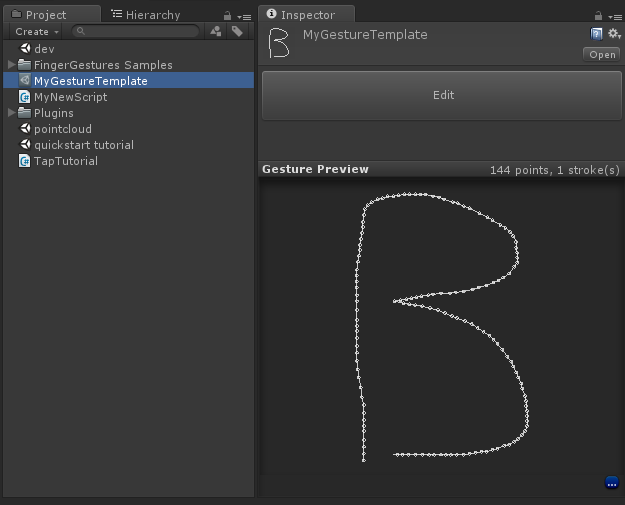 Project
Hierarchy
Create
dev
FingerGestures Samples
MyGestureTemplate
MyNewScript
Plugins
pointcloud
quickstart tutorial
TapTutorial
Inspector
MyGestureTemplate
Open
Edit
Gesture Preview 144 points, 1 stroke(s)
B
...